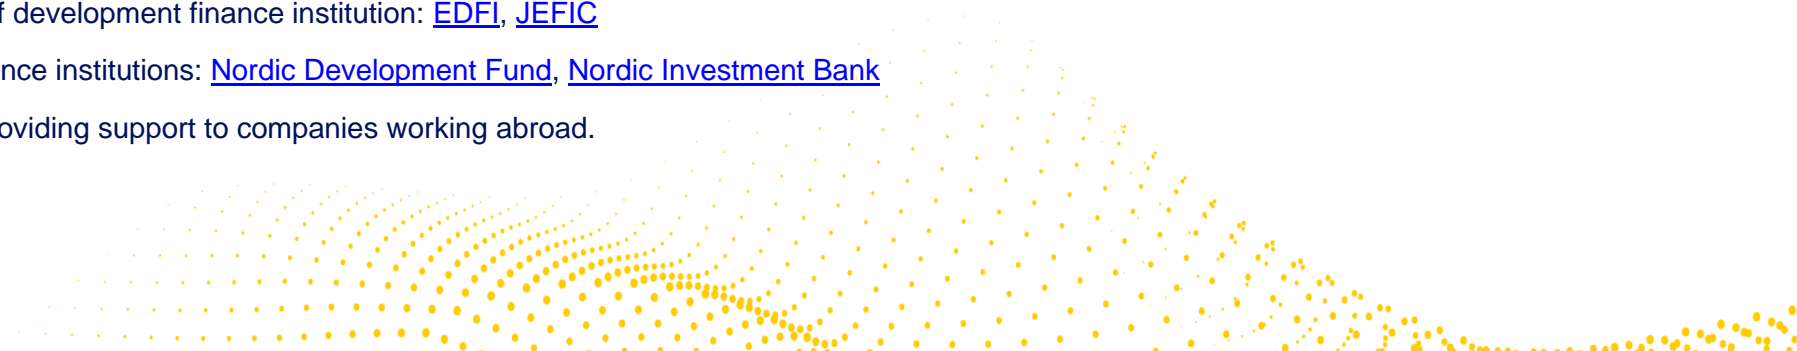 f development finance institution: EDFI, JEFIC
nce institutions: Nordic Development Fund, Nordic Investment Bank
oviding support to companies working abroad.